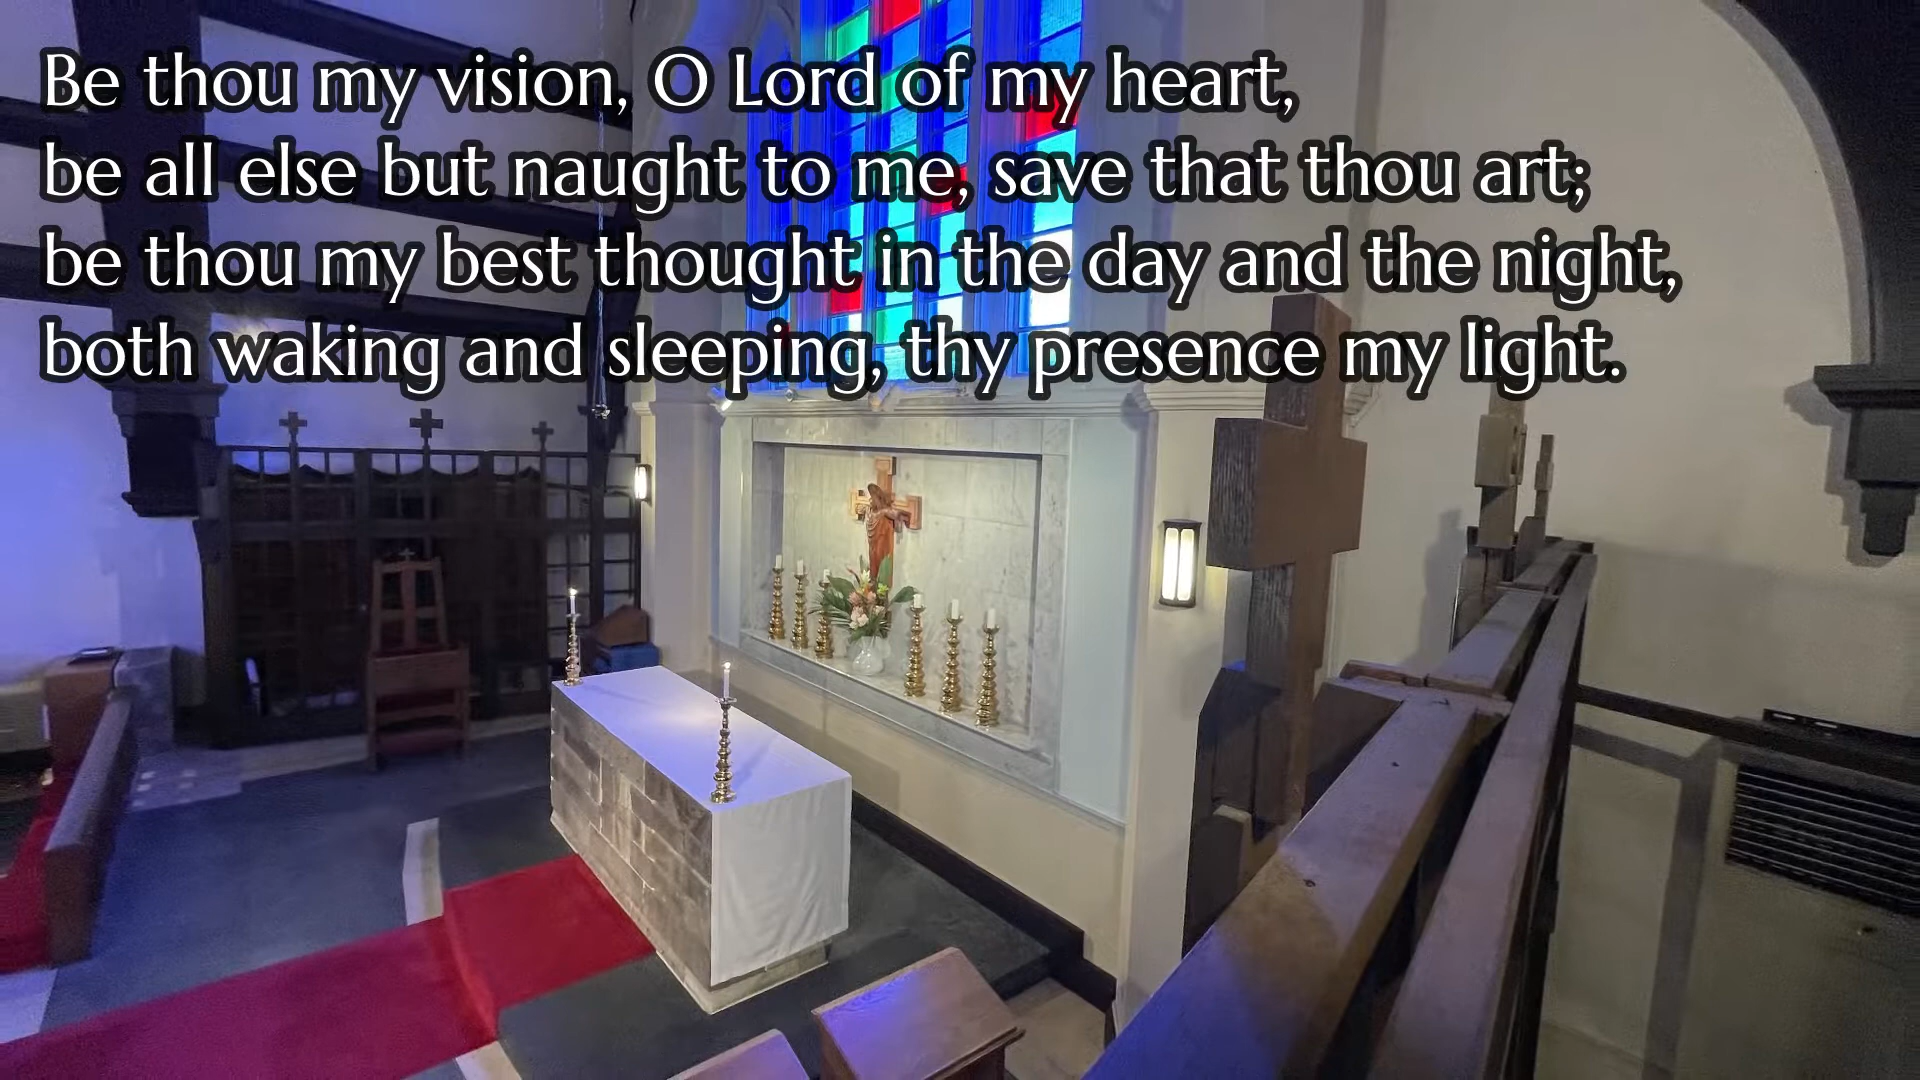 Be thou my vision, O Lord of my heart,
be all else but naught to me, save that thou art;
be thou my best thought in the day and the night,
both waking and sleeping, thy presence my light.